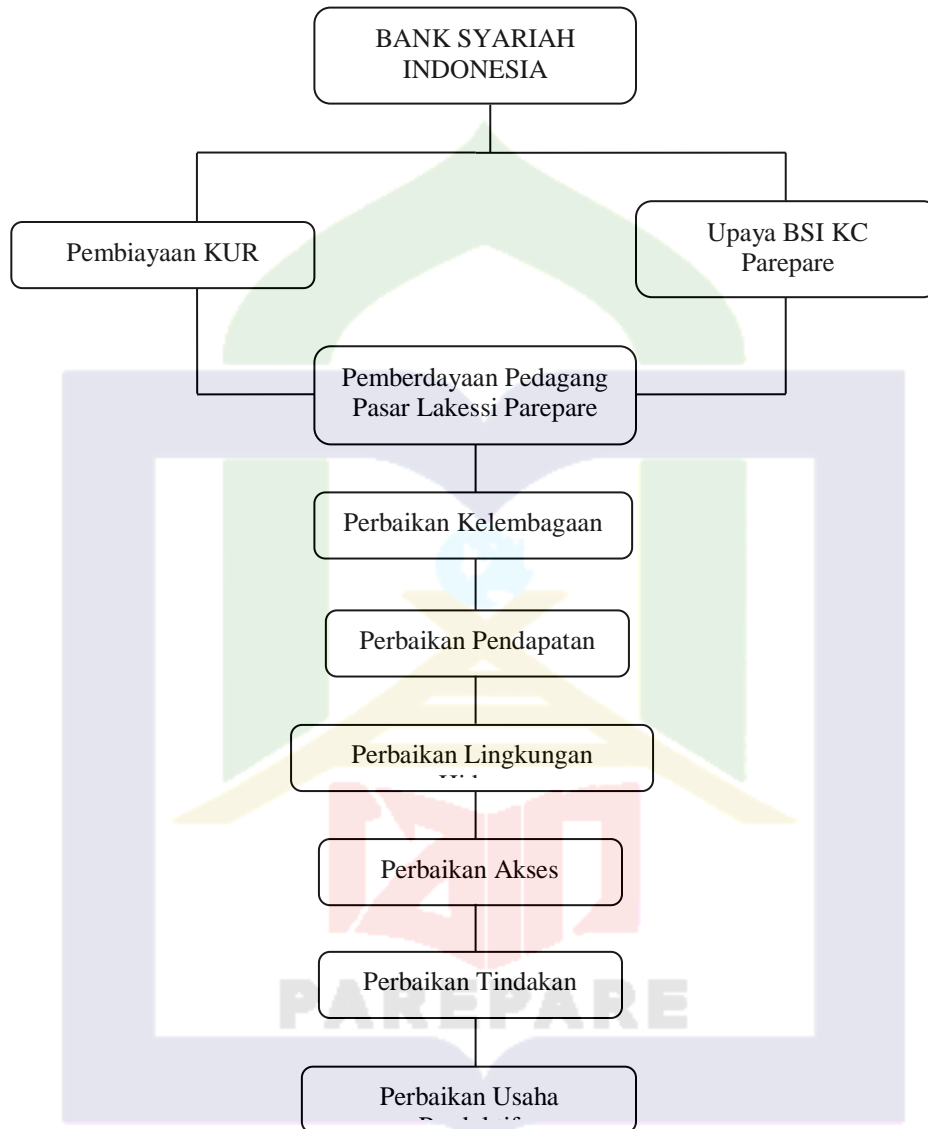 BANK SYARIAH
INDONESIA
Pembiayaan KUR
Upaya BSI KC
Parepare
Pemberdayaan Pedagang
Pasar Lakessi Parepare
Perbaikan Kelembagaan
Perbaikan Pendapatan
Perbaikan Lingkungan
Perbaikan Akses
Perbaikan Tindakan
PAREPARE
Perbaikan Usaha